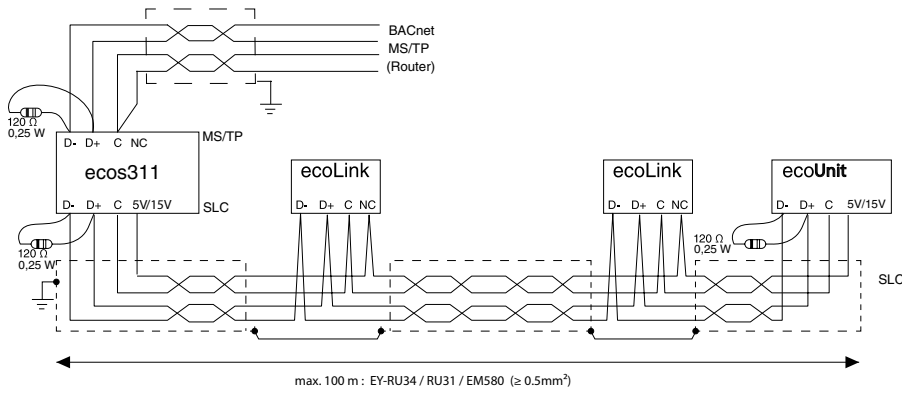 BACnet
MS/TP
(Router)
120 Ω
0,25 W
D- D+ C NC
MS/TP
ecos311
D- D+ C 5V/15V
SLC
120 Ω
0,25 W
ecoLink
D- D+ C NC
ecoLink
D- D+ C NC
ecoUnit
D- D+ C 5V/15V
120 Ω
0,25 W
SLC
max. 100 m : EY-RU34 / RU31 / EM580 (≥ 0.5mm²)